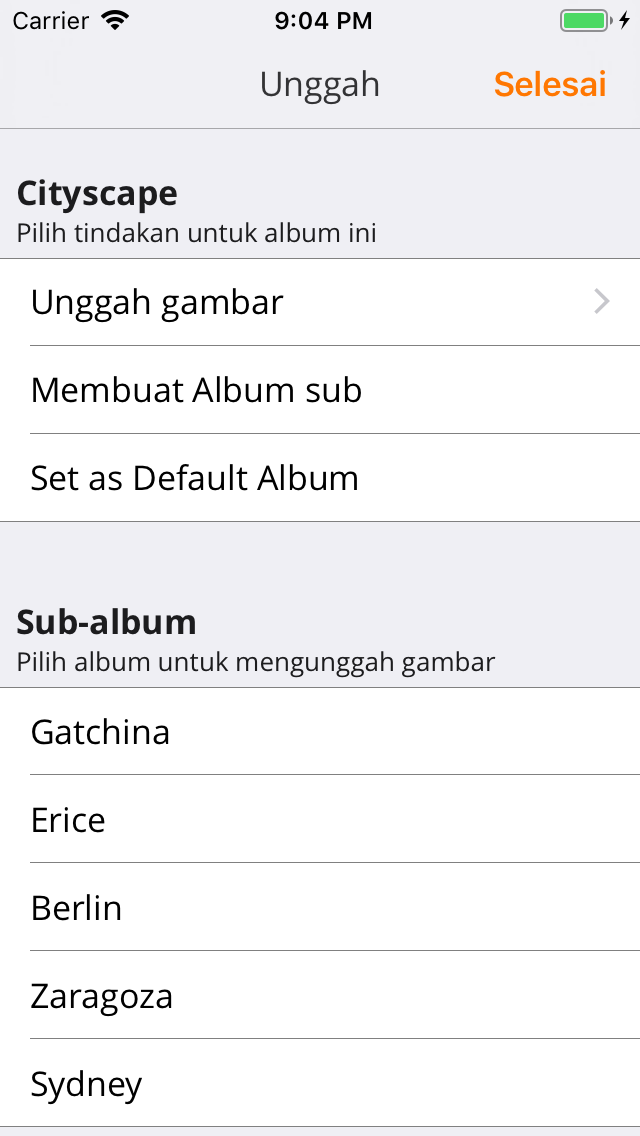 Carrier 9:04 PM
Unggah Selesai
Cityscape
Pilih tindakan untuk album ini
Unggah gambar
Membuat Album sub
Set as Default Album
Sub-album
Pilih album untuk mengunggah gambar
Gatchina
Erice
Berlin
Zaragoza
Sydney